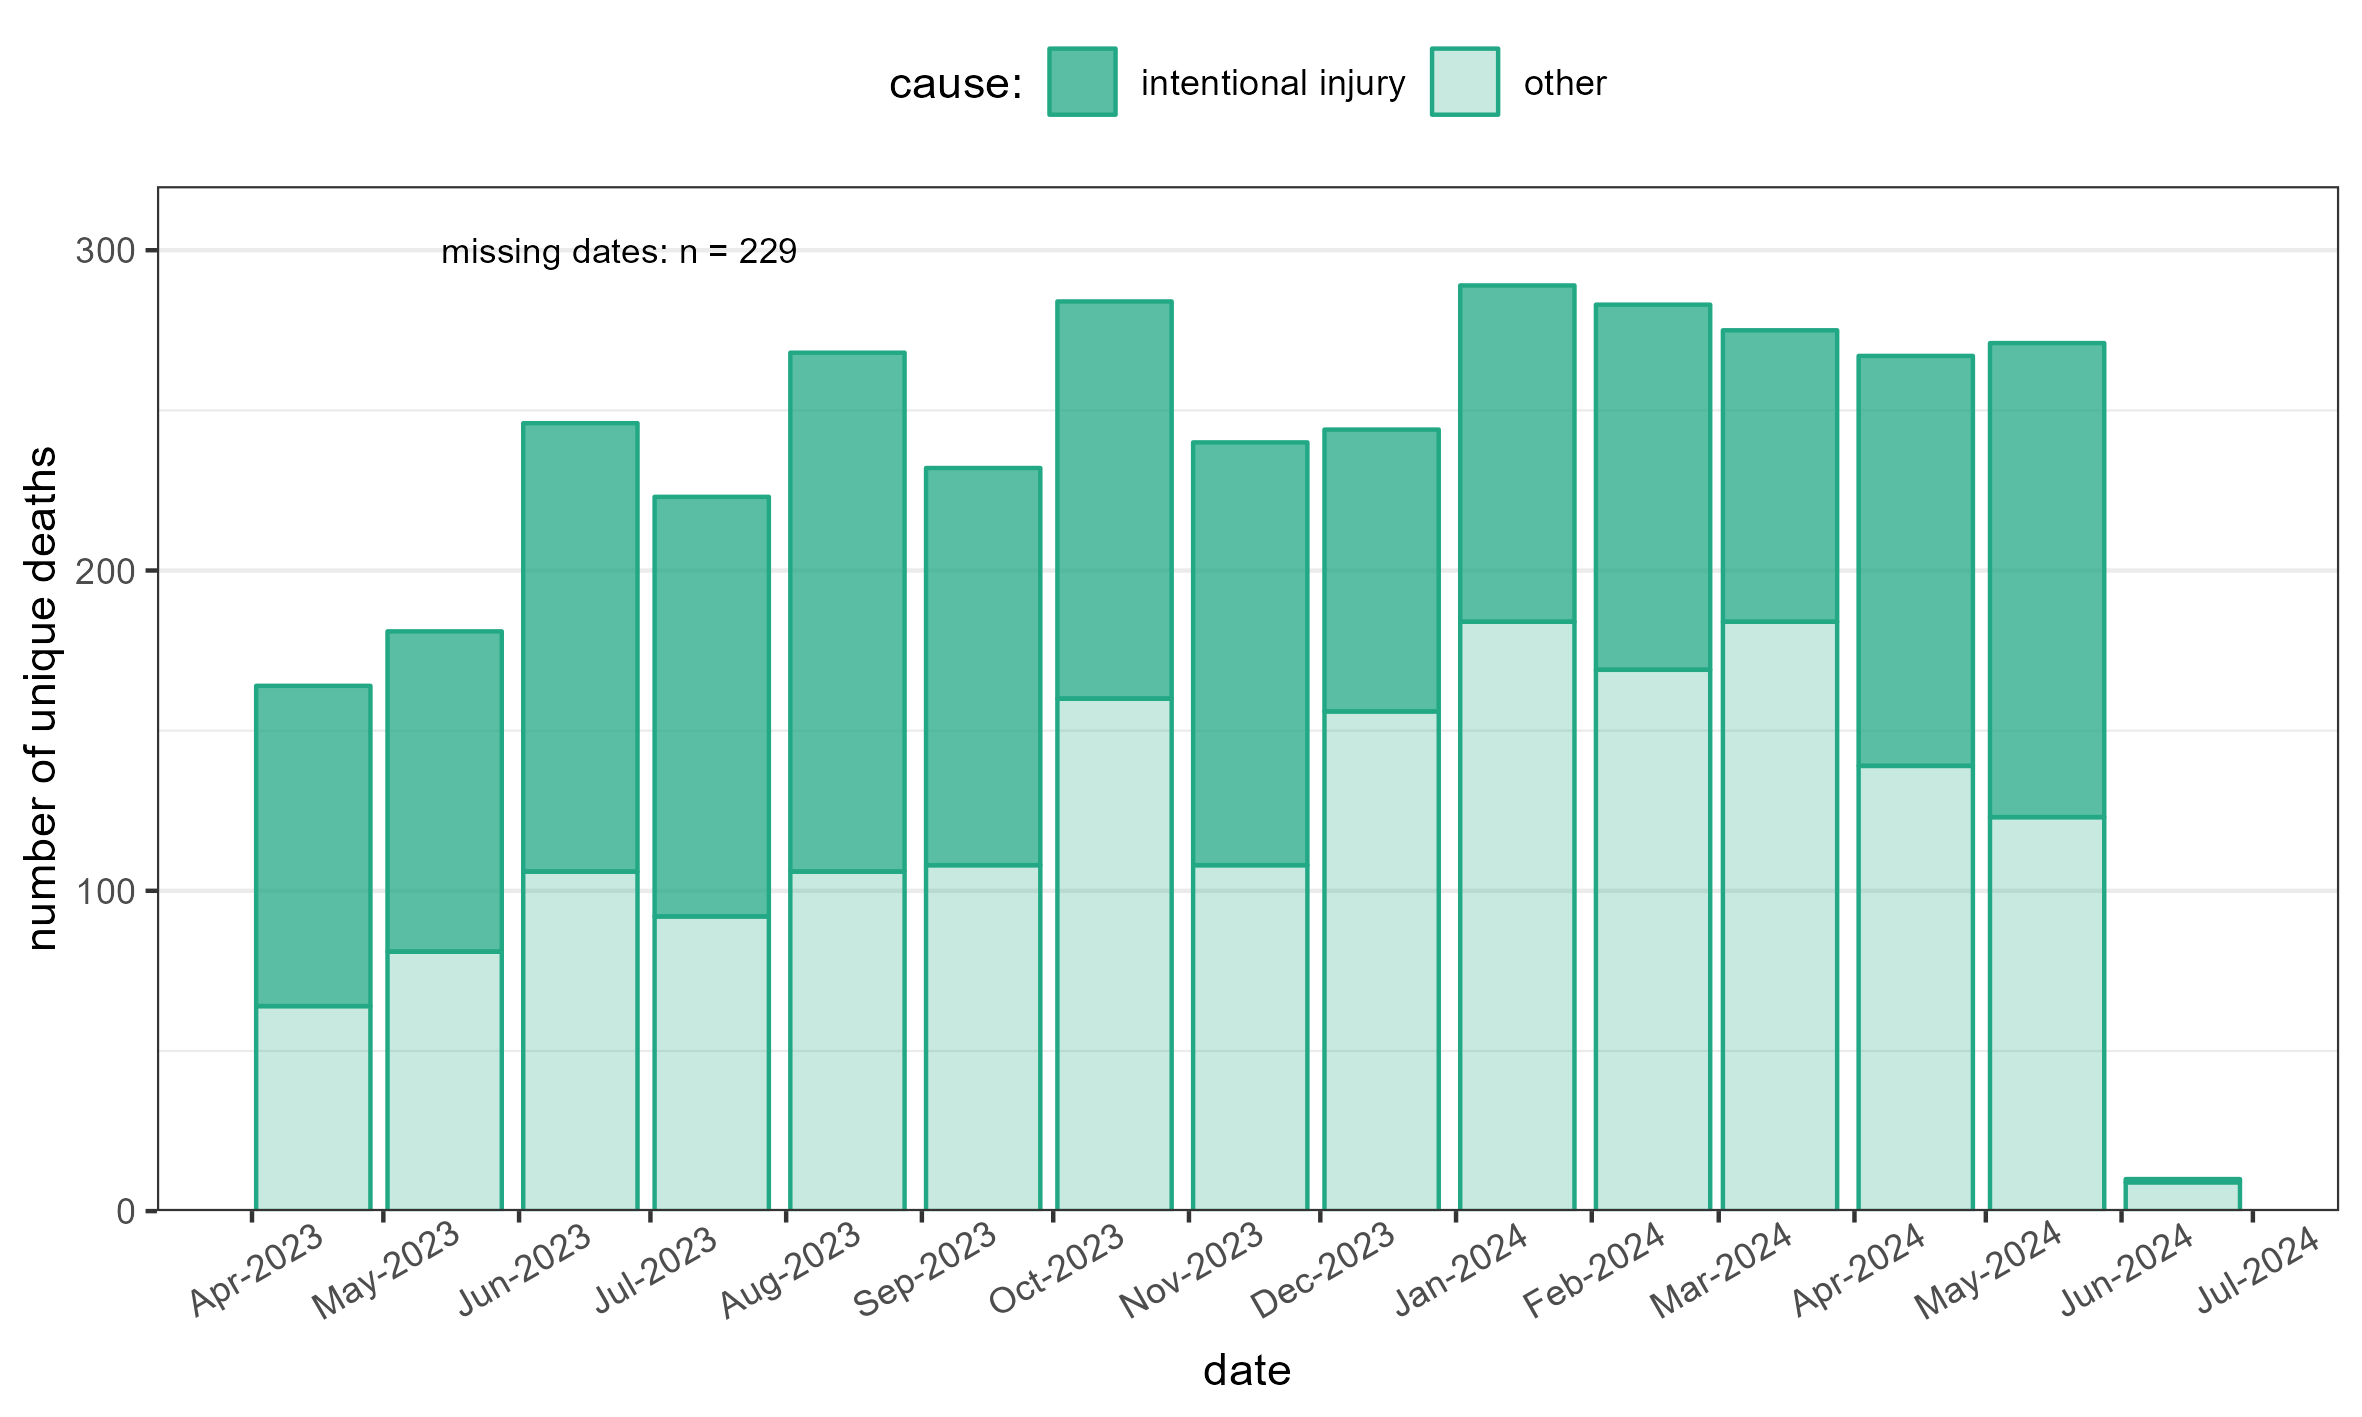 cause: intentional injury other
missing dates: n = 229
300
200
100
0
number of unique deaths
Apr-2023 May-2023 Jun-2023 Jul-2023 Aug-2023 Sep-2023 Oct-2023 Nov-2023 Dec-2023 Jan-2024 Feb-2024 Mar-2024 Apr-2024 May-2024 Jun-2024 Jul-2024
date